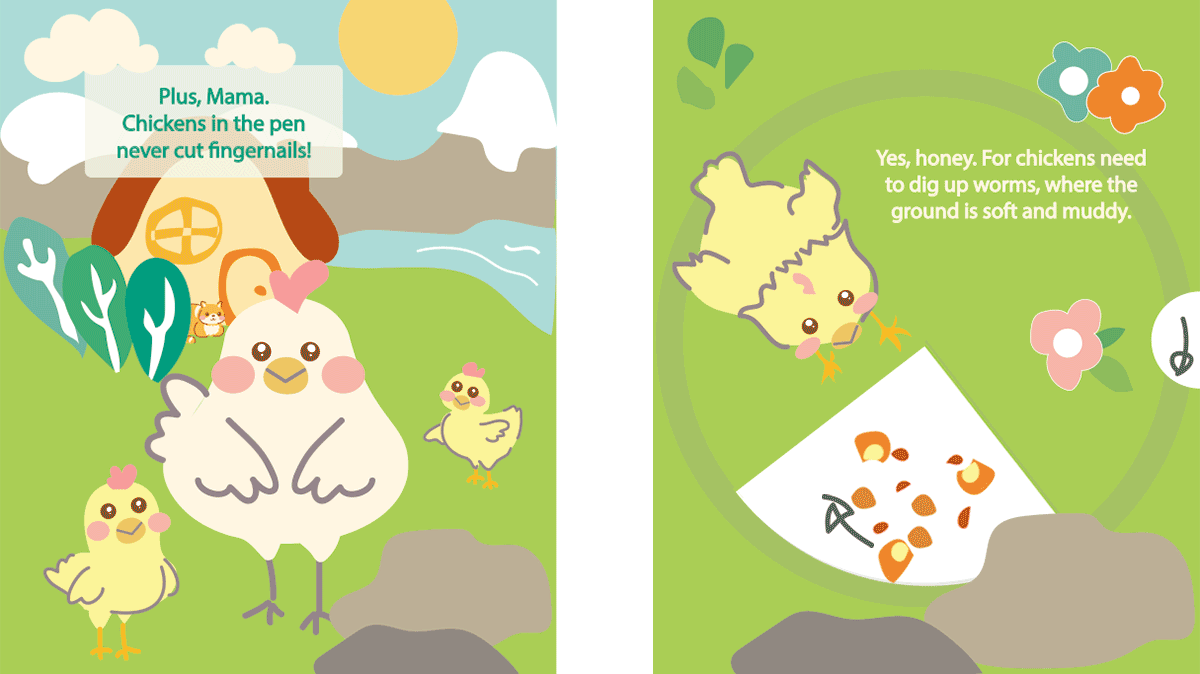 Plus, Mama.
Chickens in the pen
never cut fingernails!
Yes, honey. For chickens need
to dig up worms, where the
ground is soft and muddy.